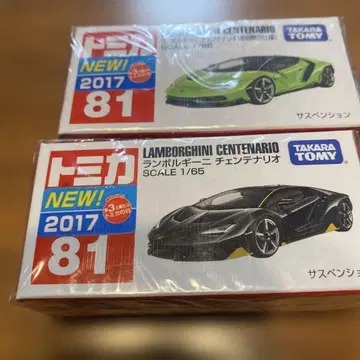 トミカ
NEW!
2017
81
LAMBORGHINI CENTENARIO
SCALE 1/65
TAKARA
TOMY
サスペンション
トミカ
NEW!
2017
81
LAMBORGHINI CENTENARIO
ランボルギーニ チェンテナリオ
SCALE 1/65
TAKARA
TOMY
サスペンション